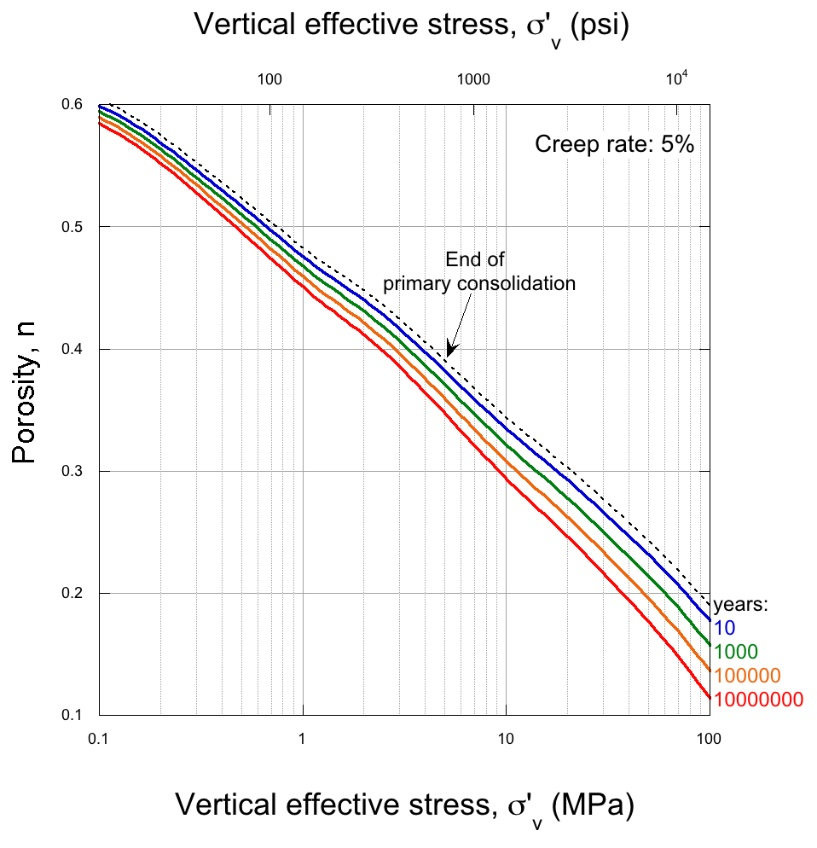 Vertical effective stress, σ'v (psi)
100 1000 10⁴
0.6
Creep rate: 5%
0.5
End of
primary consolidation
0.4
Porosity, n
0.3
0.2
years:
10
1000
100000
10000000
0.1
0.1 1 10 100
Vertical effective stress, σ'v (MPa)